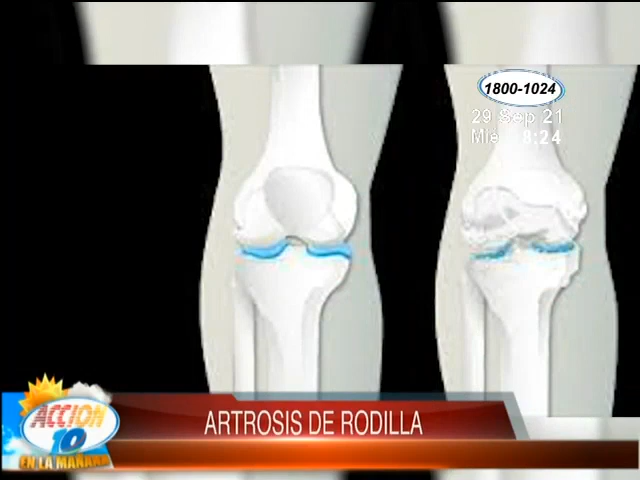 1800-1024
29 Sep 21
8:24
ARTROSIS DE RODILLA
ACCION
10
EN LA MAÑANA